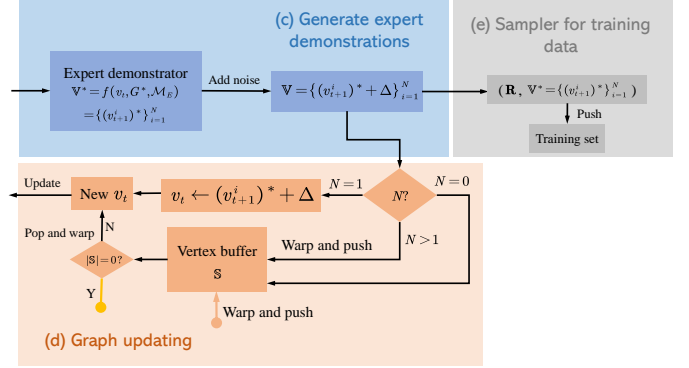 (c) Generate expert
demonstrations
(e) Sampler for training
data
Expert demonstrator
𝕍* = f(v_t, G*, ℳ_E)
= {(v^i_{t+1})*}^N_{i=1}
Add noise
𝕍 = {(v^i_{t+1})* + Δ}^N_{i=1}
(R, 𝕍* = {(v^i_{t+1})*}^N_{i=1})
Push
Training set
Update
New v_t
v_t ← (v^i_{t+1})* + Δ
N=1
N?
N=0
Pop and warp
N
N>1
|𝕊|=0?
Vertex buffer
𝕊
Warp and push
Y
Warp and push
(d) Graph updating